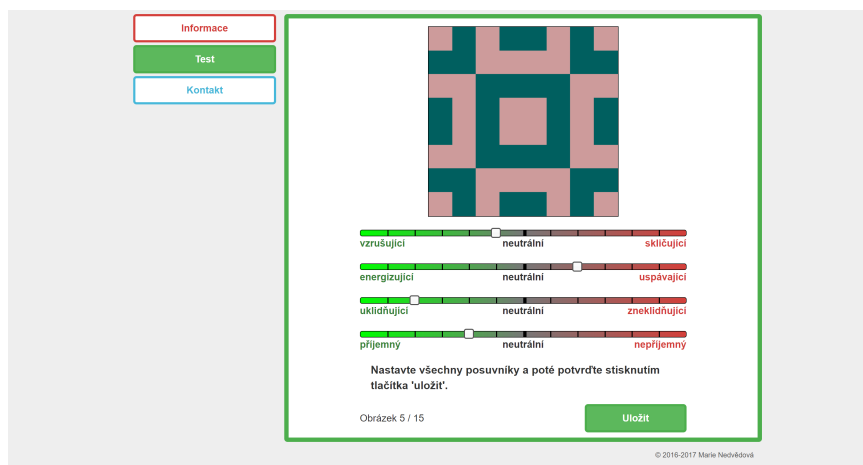 Informace
Test
Kontakt
vzrušující neutrální skličující
energizující neutrální uspávající
uklidňující neutrální zneklidňující
příjemný neutrální nepříjemný
Nastavte všechny posuvníky a poté potvrďte stisknutím
tlačítka 'uložit'.
Obrázek 5 / 15
Uložit
© 2016-2017 Marie Nedvědová